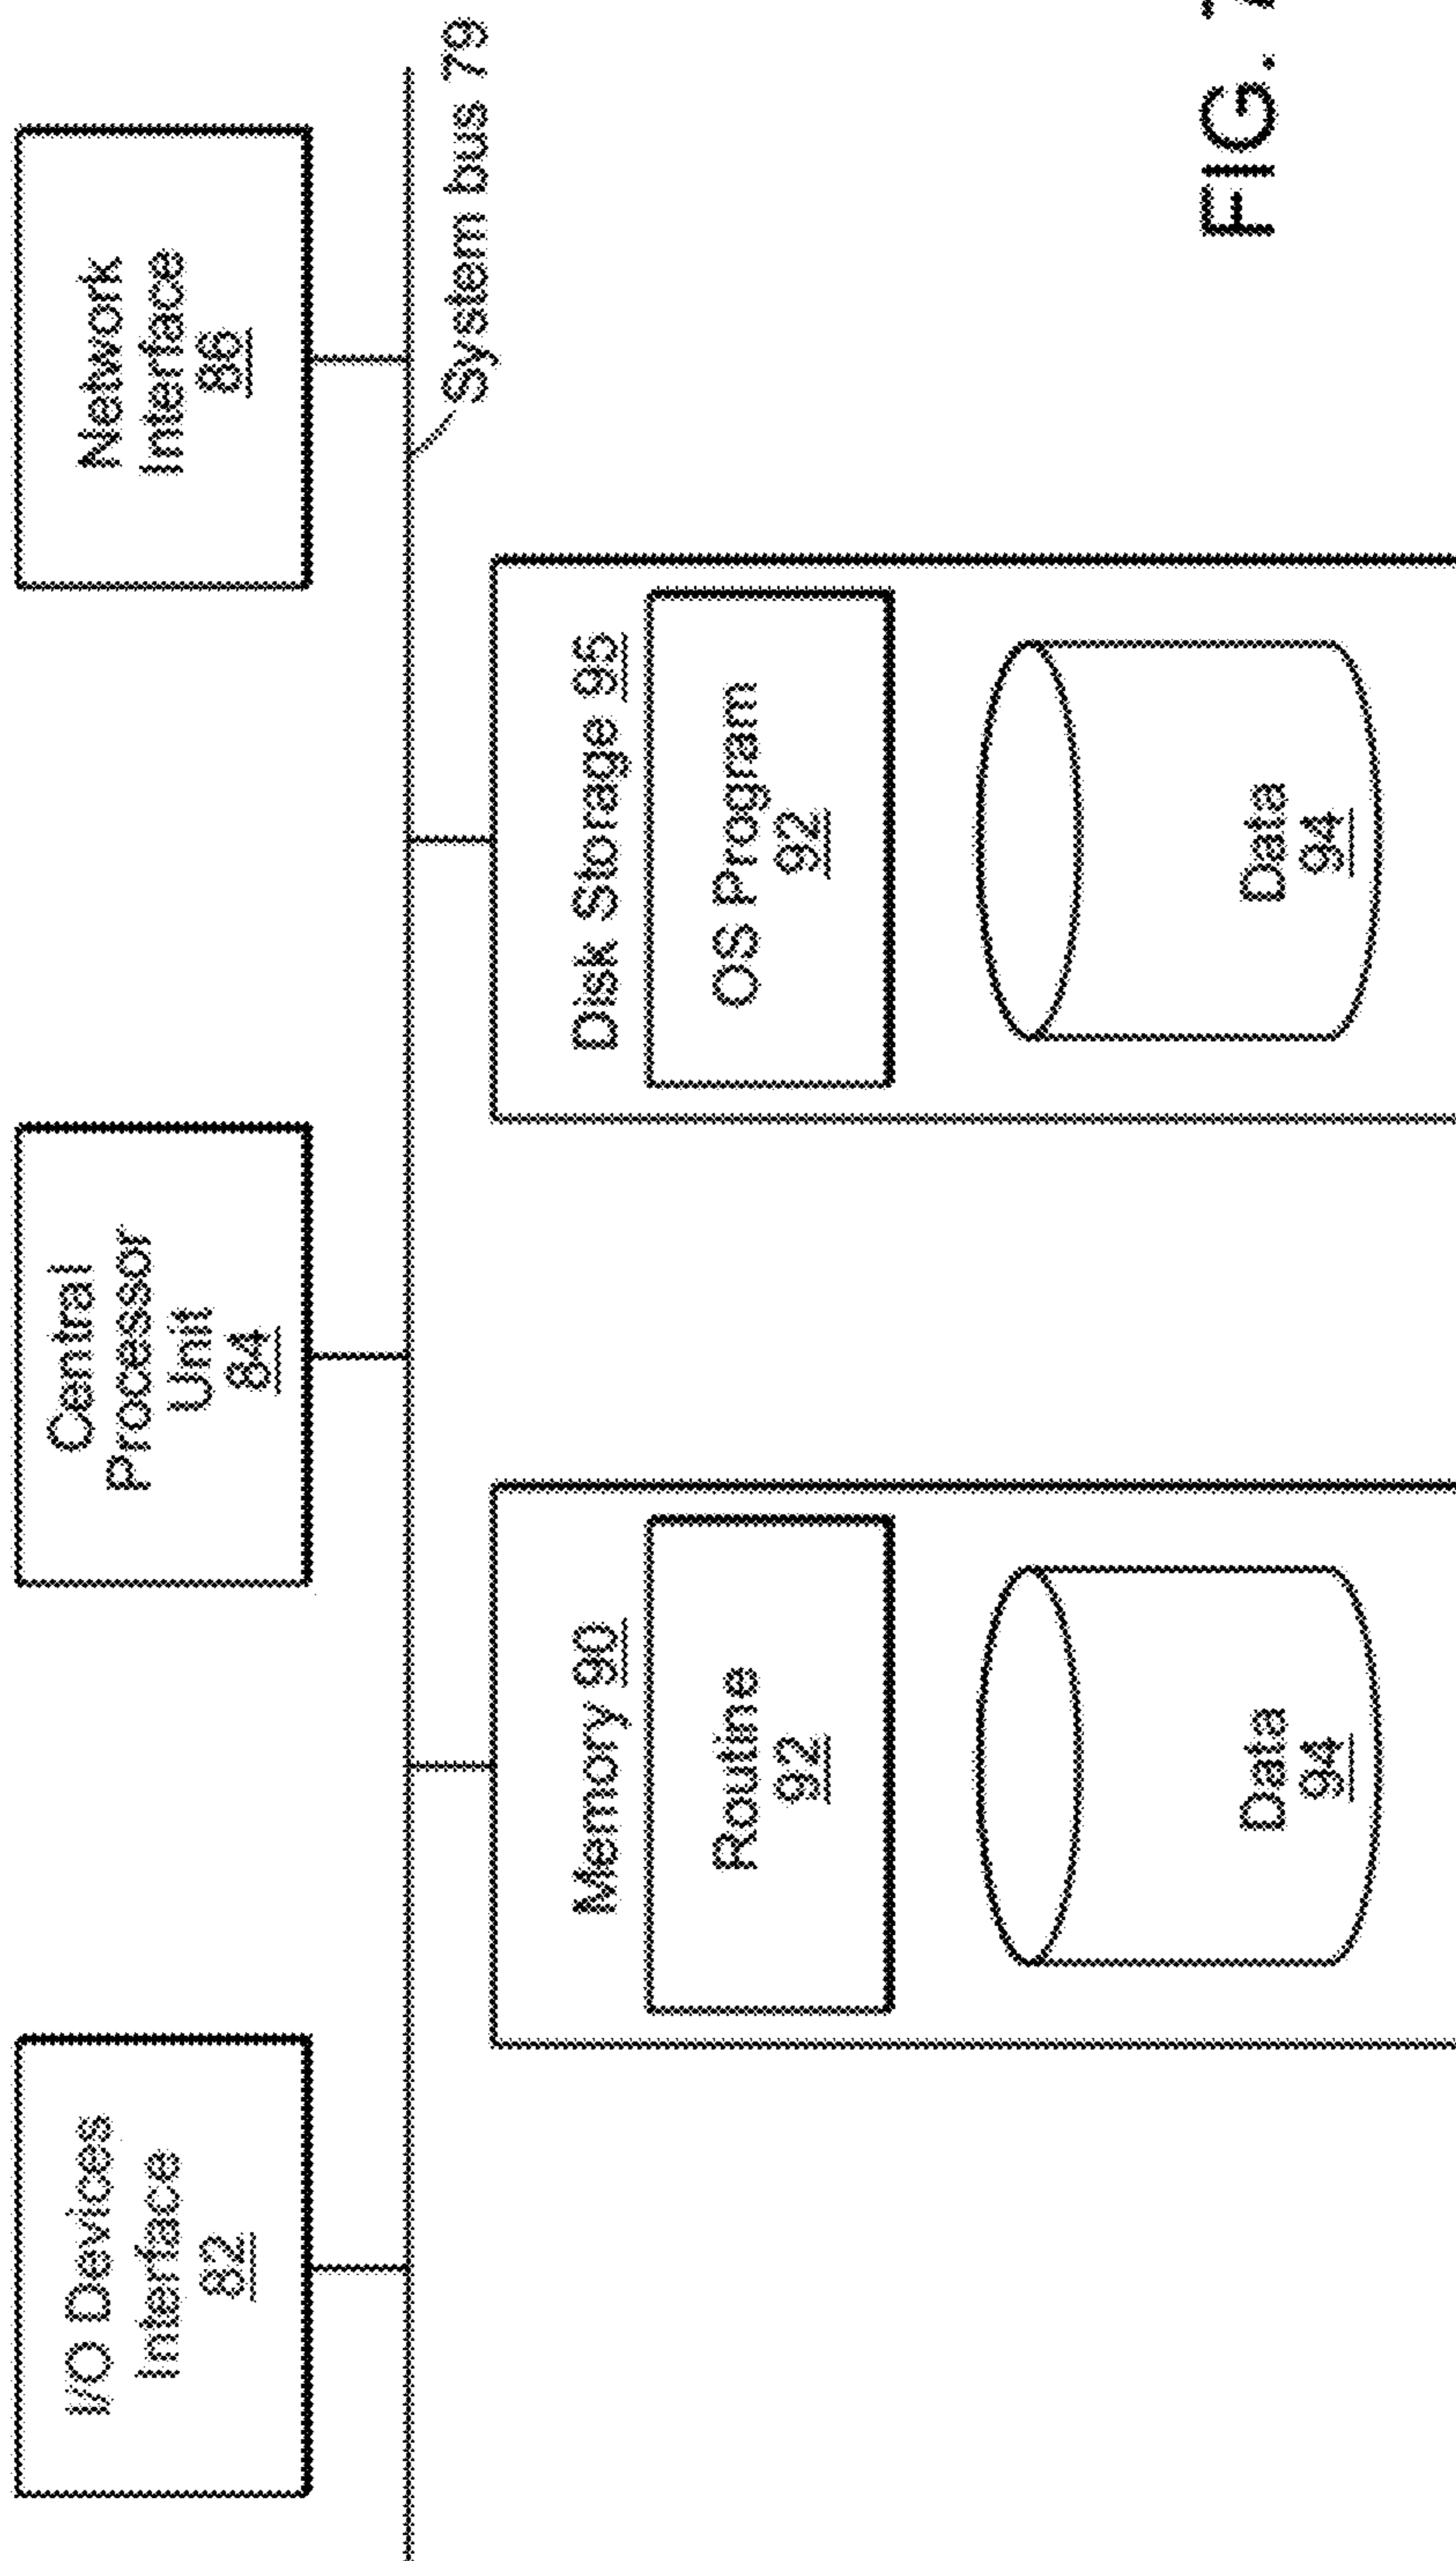 I/O Devices
Interface
82
Central
Processor
Unit
84
Network
Interface
86
System bus 79
Memory 90
Routine
92
Data
94
Disk Storage 95
OS Program
92
Data
94
FIG.